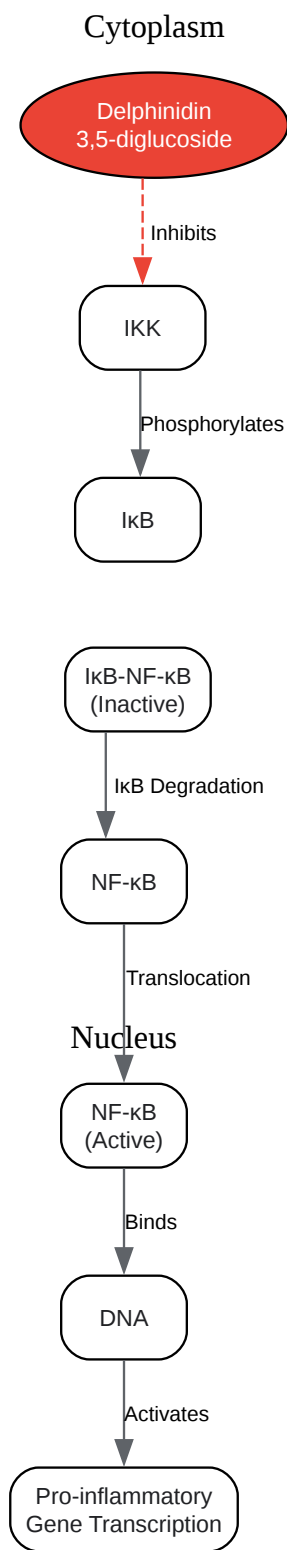 Cytoplasm
Delphinidin
3,5-diglucoside
Inhibits
IKK
Phosphorylates
IκB
IκB-NF-κB
(Inactive)
IκB Degradation
NF-κB
Translocation
Nucleus
NF-κB
(Active)
Binds
DNA
Activates
Pro-inflammatory
Gene Transcription